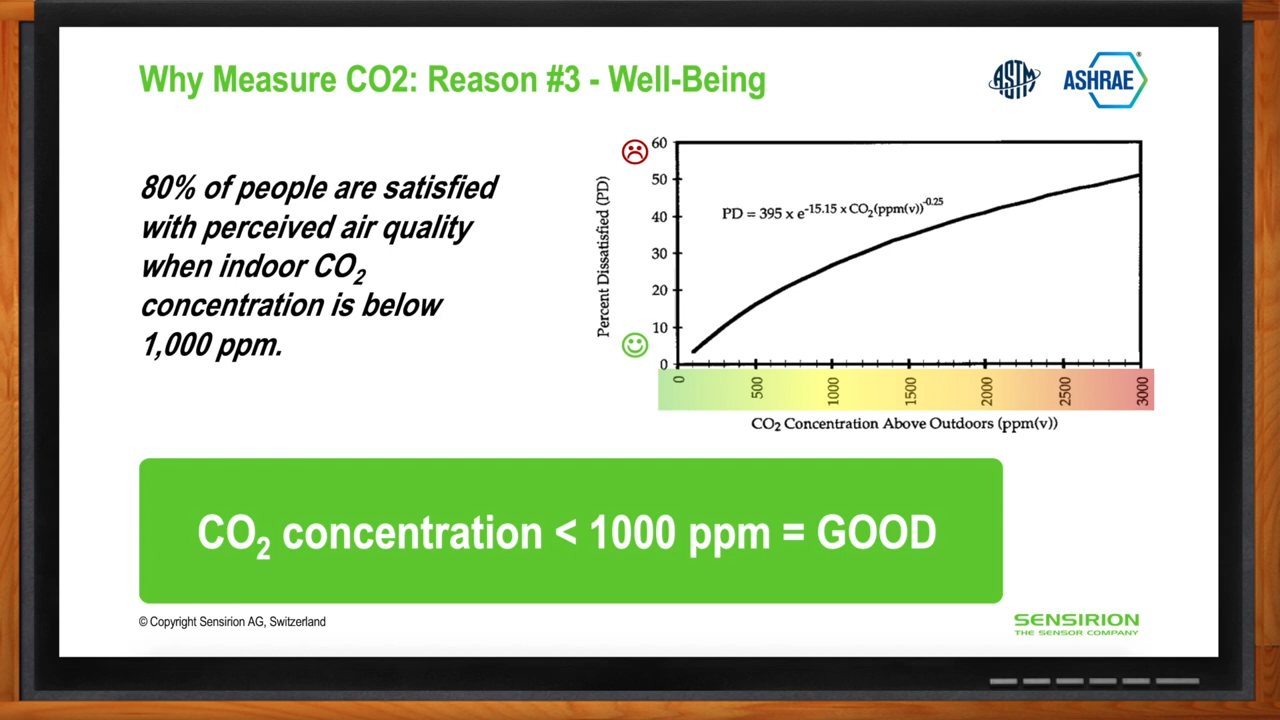 Why Measure CO2: Reason #3 - Well-Being
ASTM
ASHRAE®
80% of people are satisfied
with perceived air quality
when indoor CO₂
concentration is below
1,000 ppm.
Percent Dissatisfied (PD)
60
50
40
30
20
10
0
PD = 395 x e^-15.15 x CO₂(ppm(v))^-0.25
0 500 1000 1500 2000 2500 3000
CO₂ Concentration Above Outdoors (ppm(v))
CO₂ concentration < 1000 ppm = GOOD
© Copyright Sensirion AG, Switzerland
SENSIRION
THE SENSOR COMPANY